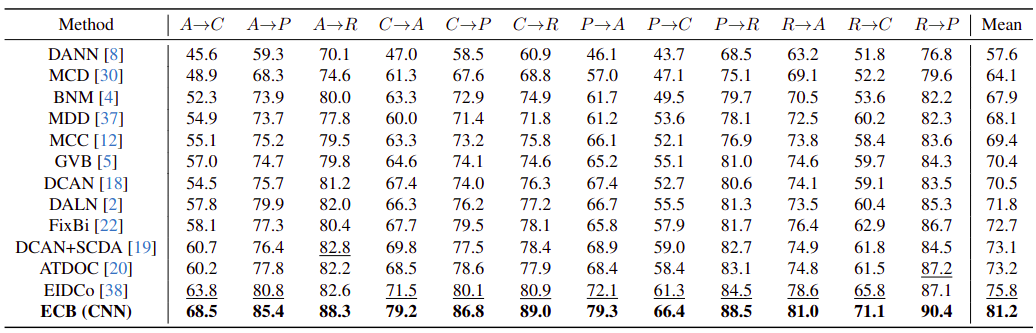 Method A→C A→P A→R C→A C→P C→R P→A P→C P→R R→A R→C R→P Mean
DANN [8] 45.6 59.3 70.1 47.0 58.5 60.9 46.1 43.7 68.5 63.2 51.8 76.8 57.6
MCD [30] 48.9 68.3 74.6 61.3 67.6 68.8 57.0 47.1 75.1 69.1 52.2 79.6 64.1
BNM [4] 52.3 73.9 80.0 63.3 72.9 74.9 61.7 49.5 79.7 70.5 53.6 82.2 67.9
MDD [37] 54.9 73.7 77.8 60.0 71.4 71.8 61.2 53.6 78.1 72.5 60.2 82.3 68.1
MCC [12] 55.1 75.2 79.5 63.3 73.2 75.8 66.1 52.1 76.9 73.8 58.4 83.6 69.4
GVB [5] 57.0 74.7 79.8 64.6 74.1 74.6 65.2 55.1 81.0 74.6 59.7 84.3 70.4
DCAN [18] 54.5 75.7 81.2 67.4 74.0 76.3 67.4 52.7 80.6 74.1 59.1 83.5 70.5
DALN [2] 57.8 79.9 82.0 66.3 76.2 77.2 66.7 55.5 81.3 73.5 60.4 85.3 71.8
FixBi [22] 58.1 77.3 80.4 67.7 79.5 78.1 65.8 57.9 81.7 76.4 62.9 86.7 72.7
DCAN+SCDA [19] 60.7 76.4 82.8 69.8 77.5 78.4 68.9 59.0 82.7 74.9 61.8 84.5 73.1
ATDOC [20] 60.2 77.8 82.2 68.5 78.6 77.9 68.4 58.4 83.1 74.8 61.5 87.2 73.2
EIDCo [38] 63.8 80.8 82.6 71.5 80.1 80.9 72.1 61.3 84.5 78.6 65.8 87.1 75.8
ECB (CNN) 68.5 85.4 88.3 79.2 86.8 89.0 79.3 66.4 88.5 81.0 71.1 90.4 81.2